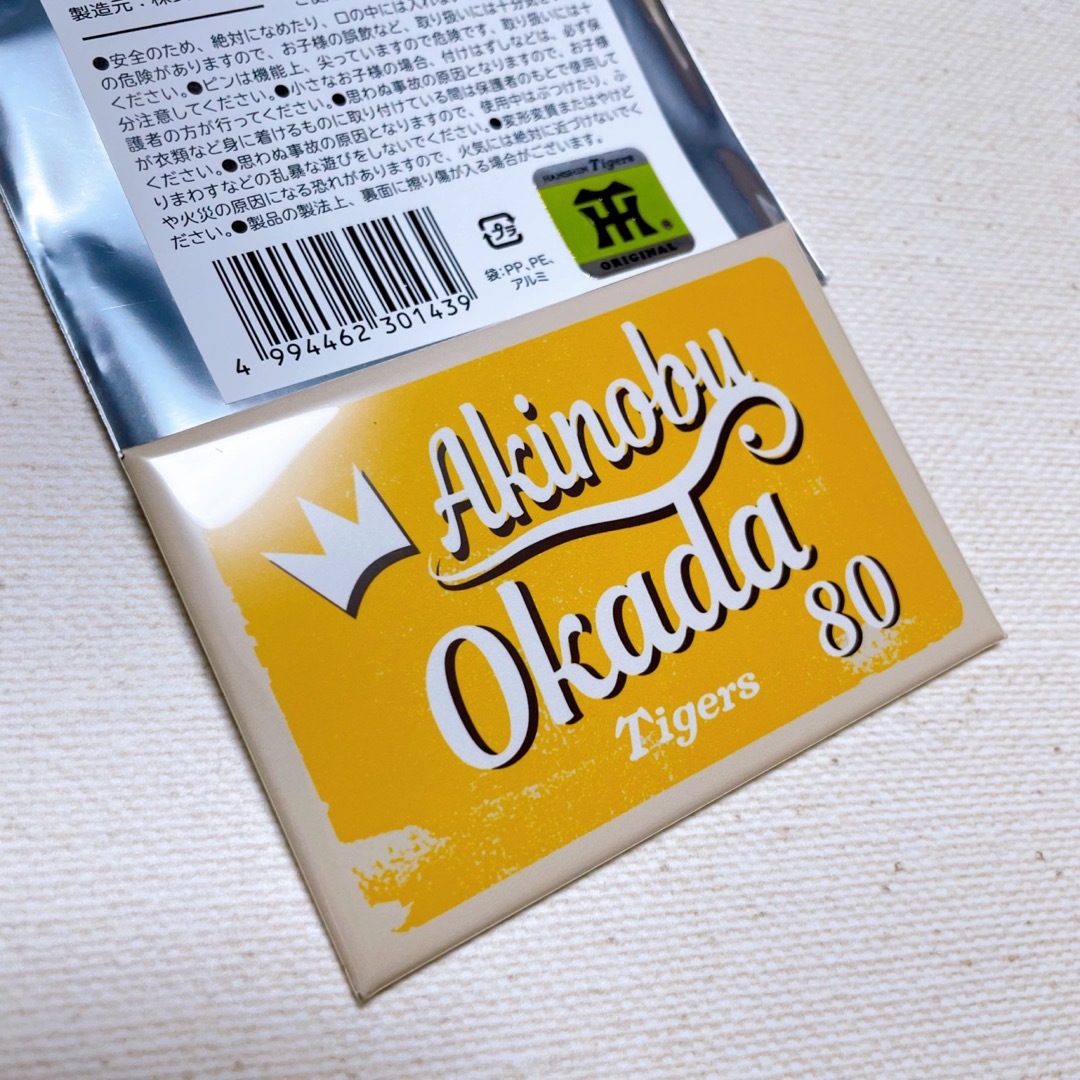 製造元:株
●安全のため、絶対になめたり、口の中には入れ
の危険がありますので、お子様の誤飲など、取り扱いには十分
ください。●ピンは機能上、尖っていますので危険です、取り扱いには十
分注意してください。●小さなお子様の場合、付けはずしなどは、必ず保
護者の方が行ってください。●思わぬ事故の原因となりますので、お子様
が衣類など身に着けるものに取り付けている間は保護者のもとで使用して
ください。●思わぬ事故の原因となりますので、使用中はぶつけたり、ふ
りまわすなどの乱暴な遊びをしないでください。●変形変質またはやけど
や火災の原因になる恐れがありますので、火気には絶対に近づけないでく
ださい。●製品の製法上、裏面に擦り傷が入る場合がございます。
4 994462 301439
プラ
袋:PP、PE、
アルミ
HANSHIN Tigers
TH
®
ORIGINAL
Akinobu
Okada
80
Tigers